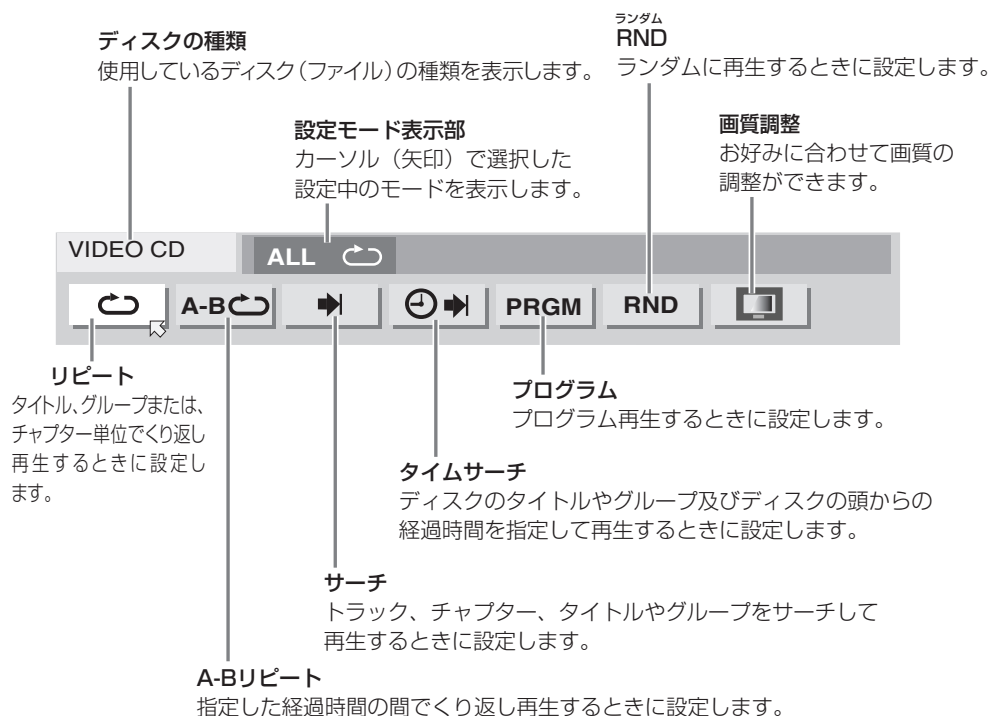 ディスクの種類
使用しているディスク(ファイル)の種類を表示します。
ランダム
RND
ランダムに再生するときに設定します。
設定モード表示部
カーソル(矢印)で選択した
設定中のモードを表示します。
画質調整
お好みに合わせて画質の
調整ができます。
VIDEO CD
ALL
A-B
PRGM
RND
リピート
タイトル、グループまたは、
チャプター単位でくり返し
再生するときに設定し
ます。
プログラム
プログラム再生するときに設定します。
タイムサーチ
ディスクのタイトルやグループ及びディスクの頭からの
経過時間を指定して再生するときに設定します。
サーチ
トラック、チャプター、タイトルやグループをサーチして
再生するときに設定します。
A-Bリピート
指定した経過時間の間でくり返し再生するときに設定します。